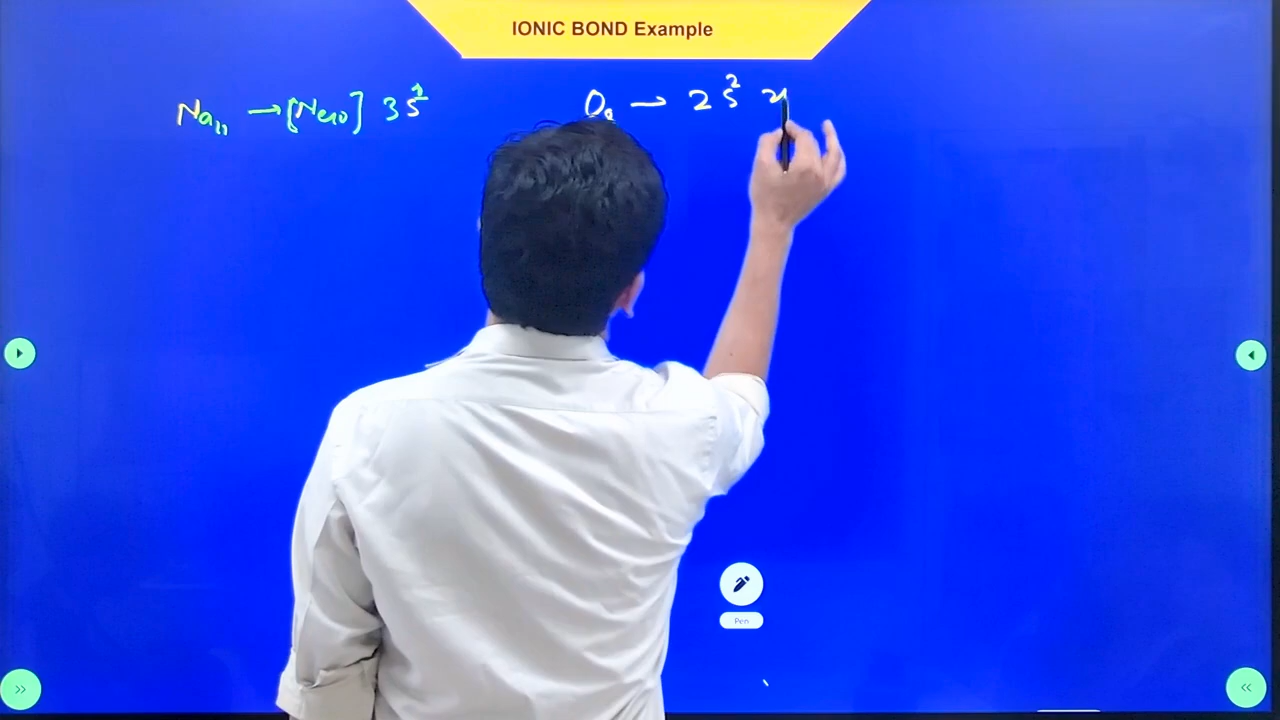 IONIC BOND Example
Na₁₁ → [Ne₁₀] 3s¹
O₈ → 2s² 2
Pen